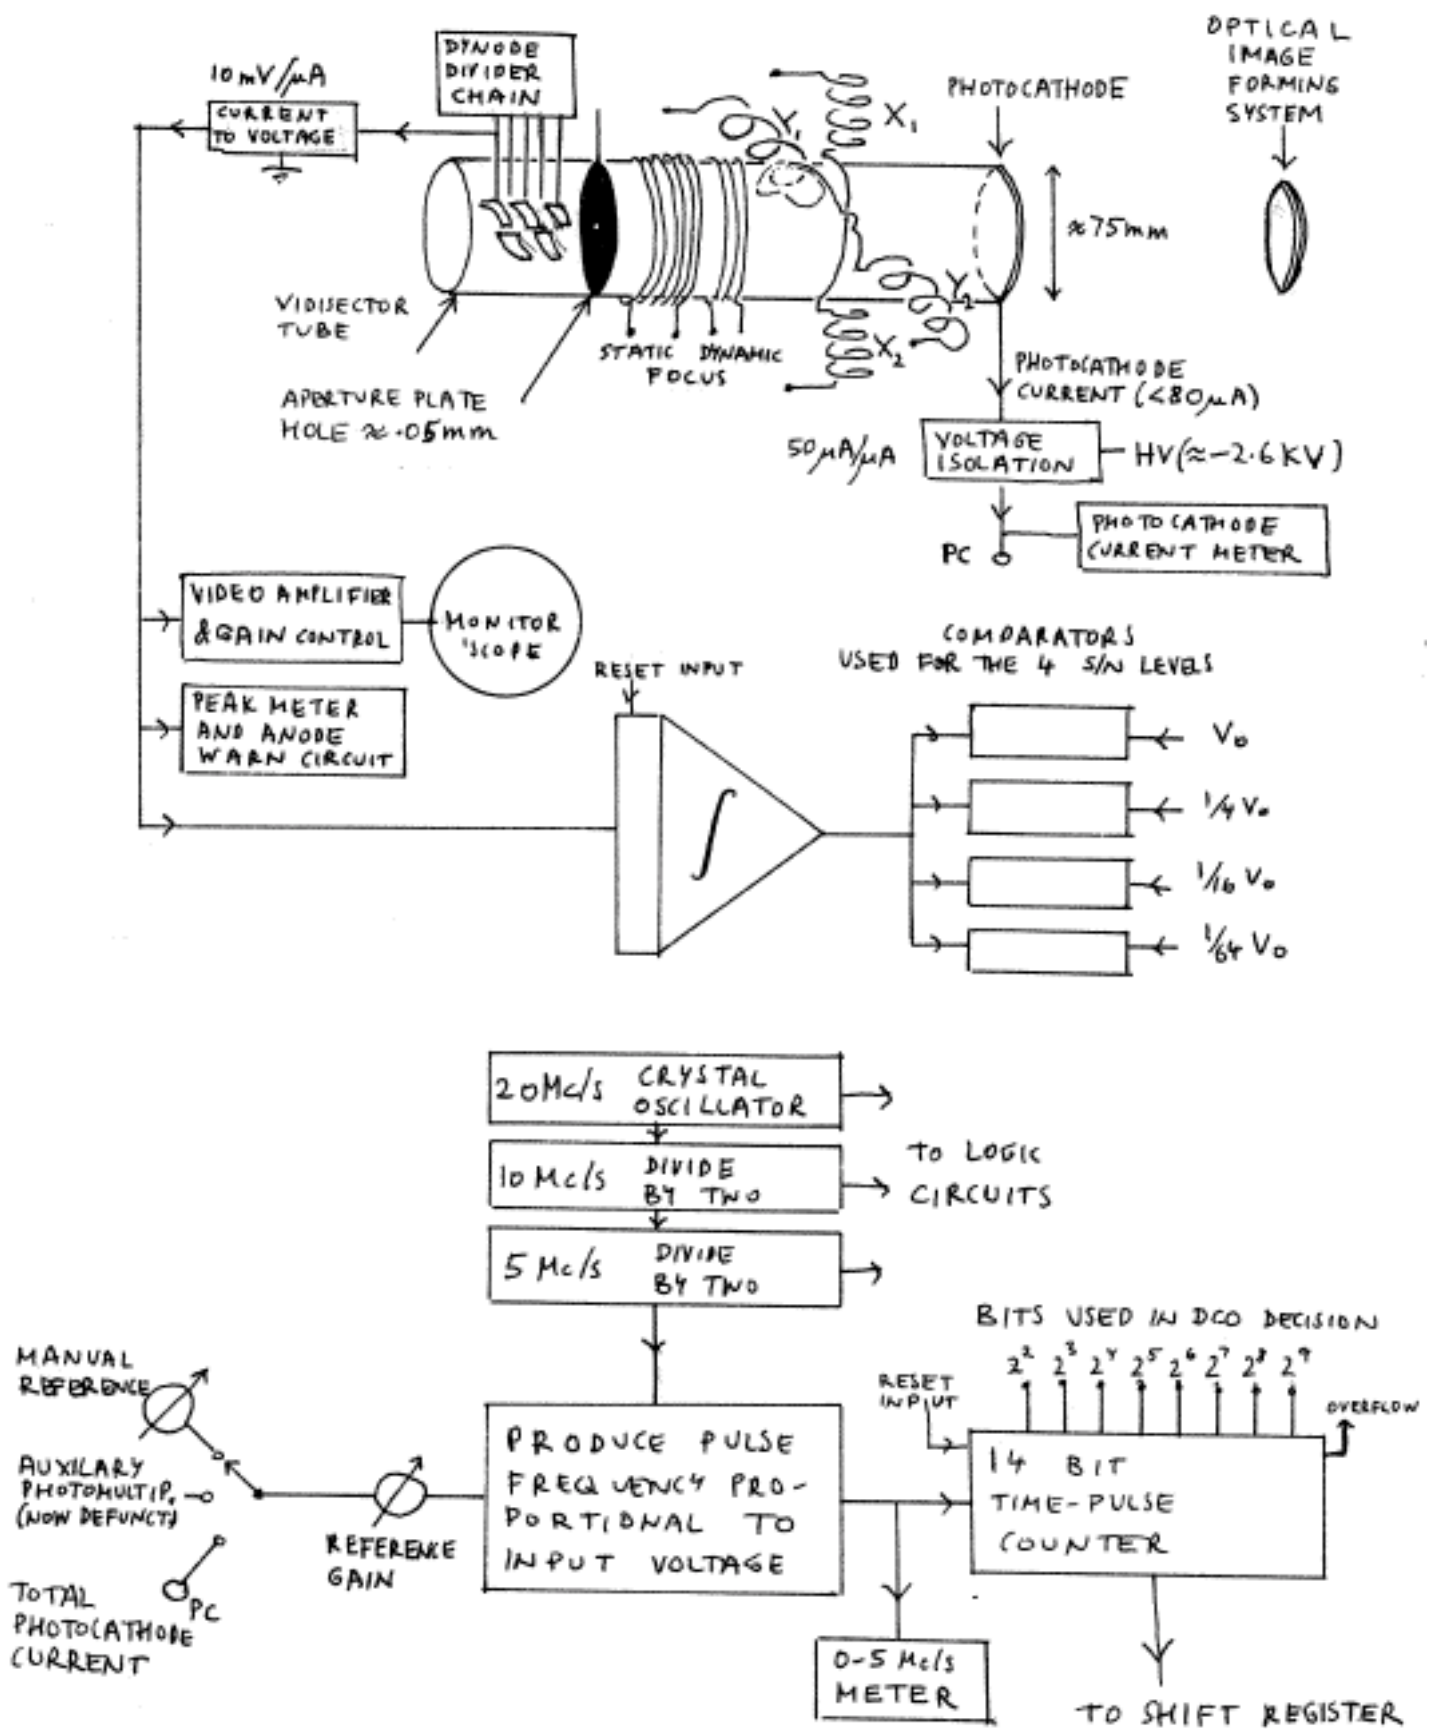 OPTICAL
IMAGE
FORMING
SYSTEM
DYNODE
DIVIDER
CHAIN
10mV/μA
CURRENT
TO VOLTAGE
PHOTOCATHODE
Y1
X1
≈75mm
VIDISECTOR
TUBE
Y2
X2
STATIC DYNAMIC
FOCUS
APERTURE PLATE
HOLE ≈ .05mm
PHOTOCATHODE
CURRENT (<80μA)
50μA/μA
VOLTAGE
ISOLATION
HV(≈-2.6KV)
PC
PHOTOCATHODE
CURRENT METER
VIDEO AMPLIFIER
& GAIN CONTROL
MONITOR
'SCOPE
PEAK METER
AND ANODE
WARN CIRCUIT
RESET INPUT
COMPARATORS
USED FOR THE 4 S/N LEVELS
∫
Vo
1/4 Vo
1/16 Vo
1/64 Vo
20Mc/s CRYSTAL
OSCILLATOR
10 Mc/s DIVIDE
BY TWO
5 Mc/s DIVIDE
BY TWO
TO LOGIC
CIRCUITS
MANUAL
REFERENCE
AUXILARY
PHOTOMULTIP.
(NOW DEFUNCT)
TOTAL
PHOTOCATHODE
CURRENT
PC
REFERENCE
GAIN
PRODUCE PULSE
FREQUENCY PRO-
PORTIONAL TO
INPUT VOLTAGE
BITS USED IN DCO DECISION
2² 2³ 2⁴ 2⁵ 2⁶ 2⁷ 2⁸ 2⁹
RESET
INPUT
OVERFLOW
14 BIT
TIME-PULSE
COUNTER
0-5 Mc/s
METER
TO SHIFT REGISTER